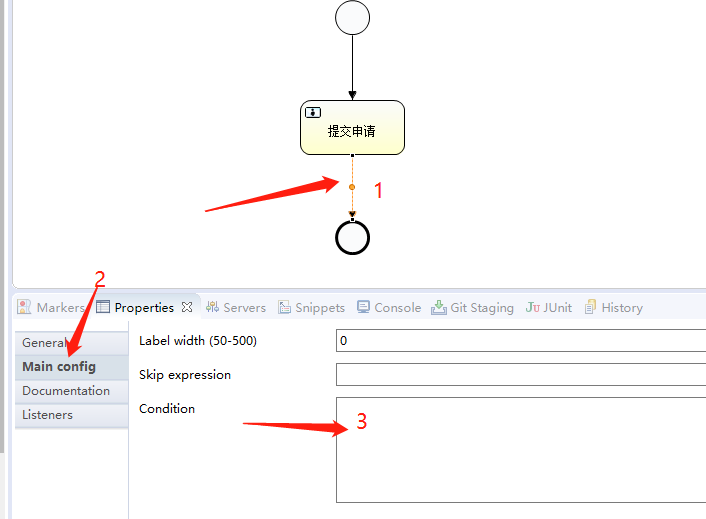 提交申请
1
2
Markers Properties Servers Snippets Console Git Staging JUnit History
General
Main config
Documentation
Listeners
Label width (50-500) 0
Skip expression
Condition
3